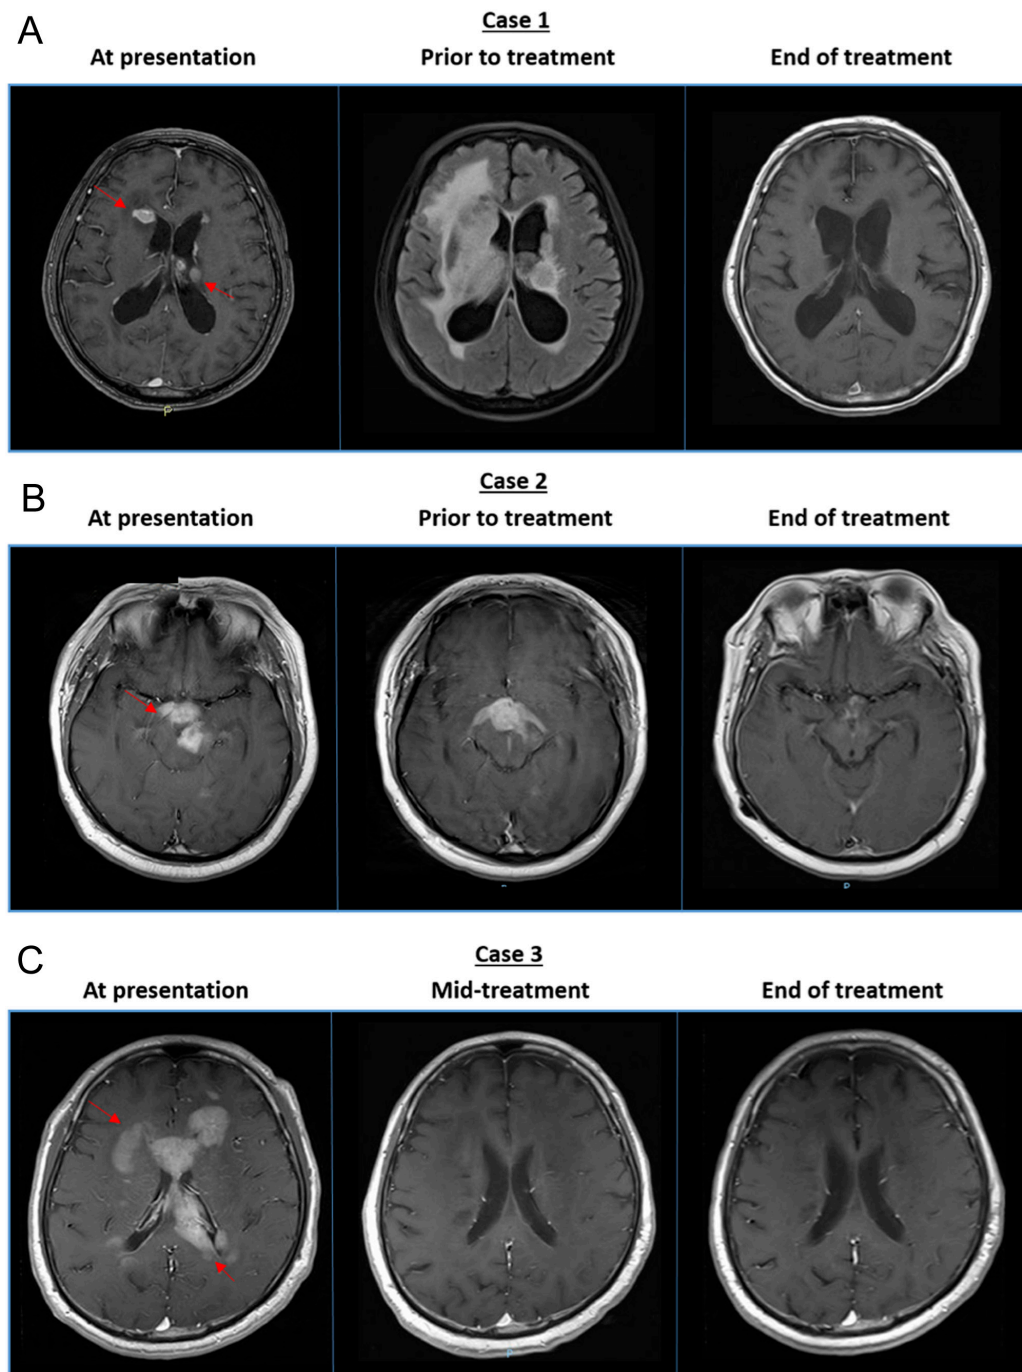 A
Case 1
At presentation Prior to treatment End of treatment
P
B
Case 2
At presentation Prior to treatment End of treatment
P
C
Case 3
At presentation Mid-treatment End of treatment
P